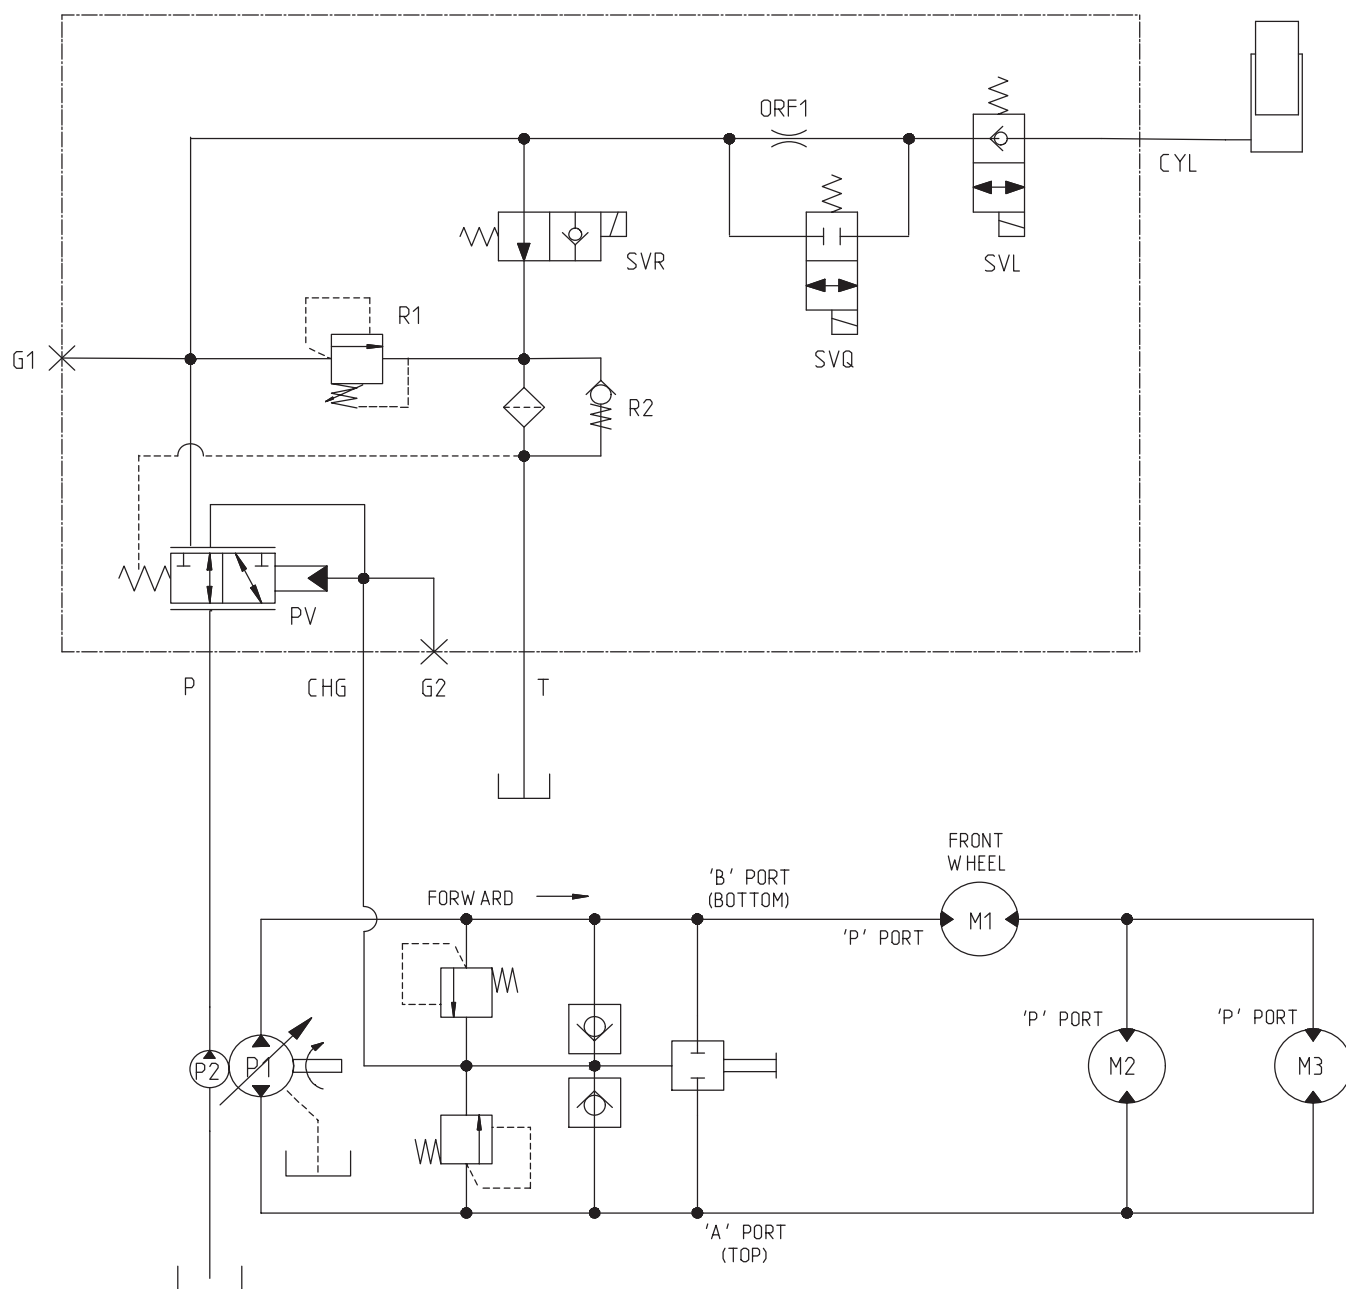 ORF1
CYL
SVR
SVL
R1
G1
SVQ
R2
PV
P
CHG
G2
T
FRONT
WHEEL
'B' PORT
(BOTTOM)
FORWARD
'P' PORT
M1
'P' PORT
'P' PORT
P2
P1
M2
M3
'A' PORT
(TOP)